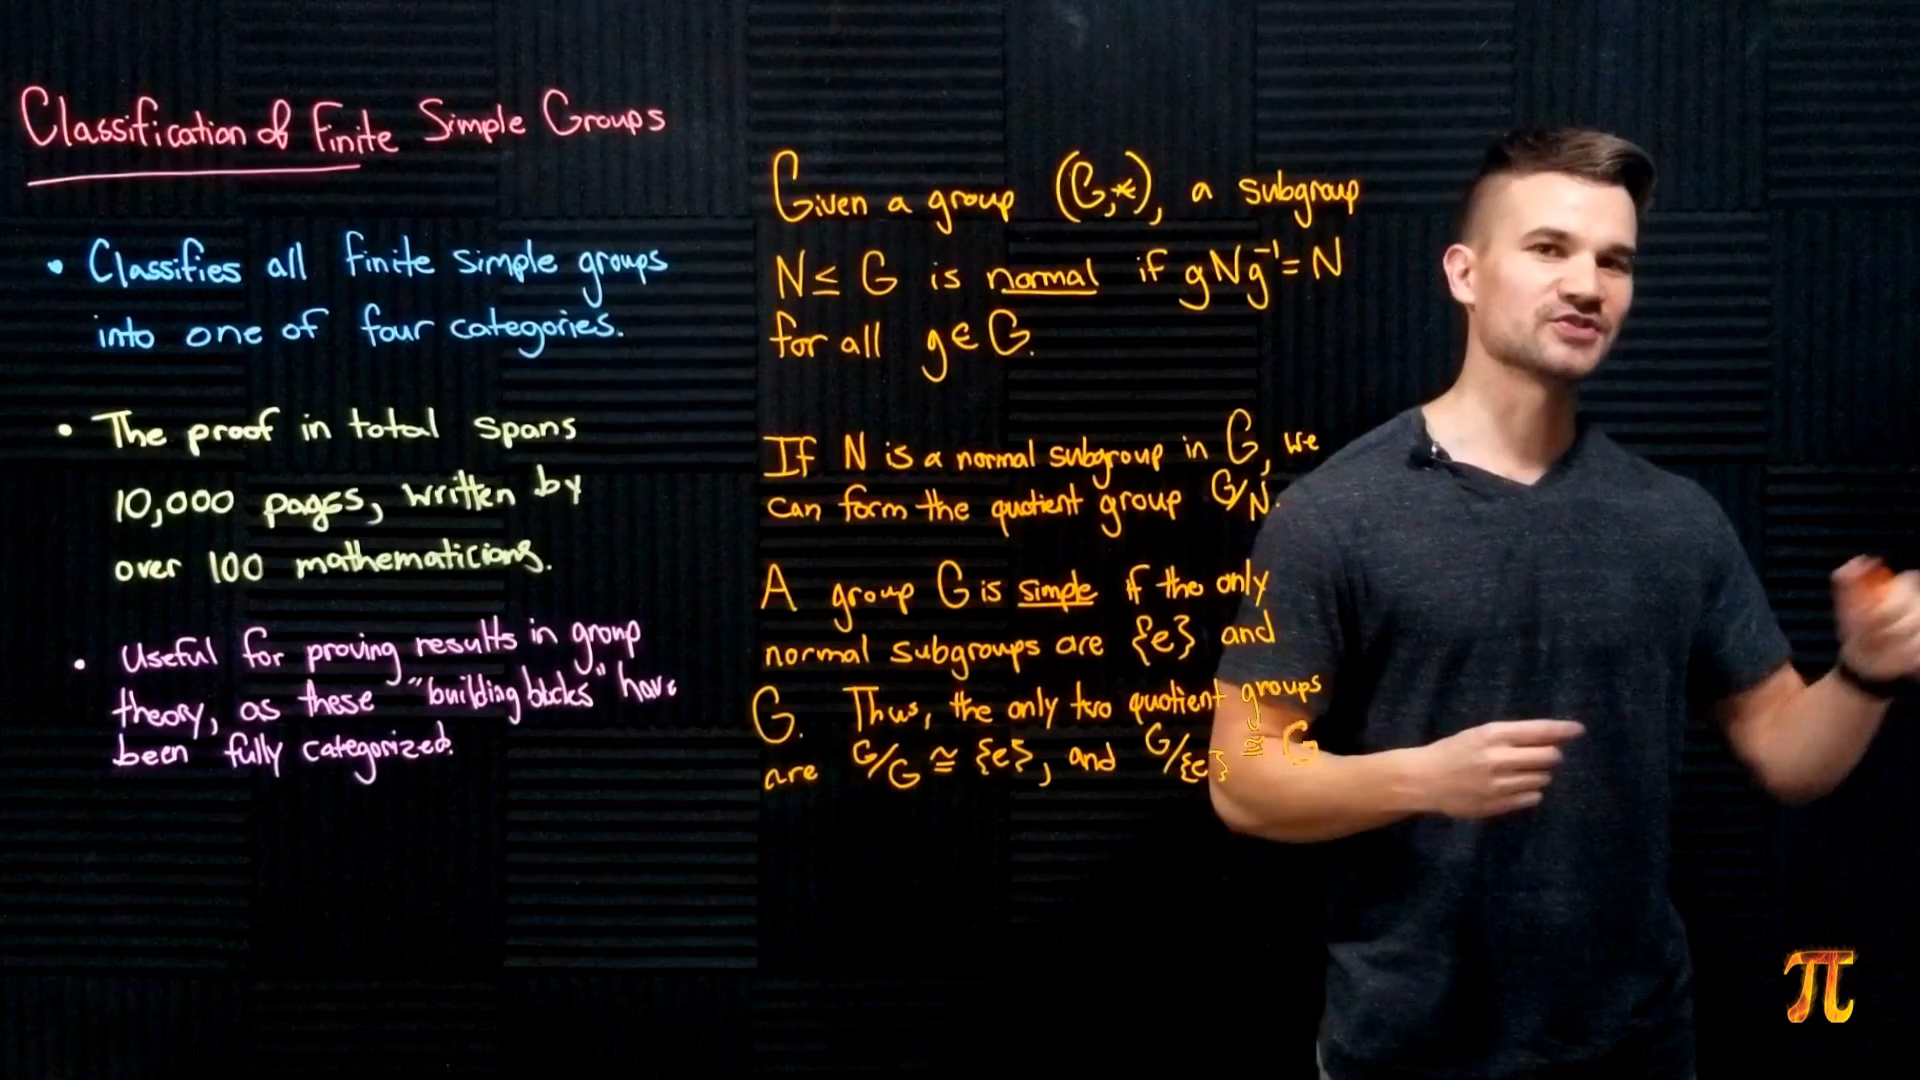 Classification of Finite Simple Groups
• Classifies all finite simple groups
into one of four categories.
• The proof in total spans
10,000 pages, written by
over 100 mathematicians.
• Useful for proving results in group
theory, as these "building blocks" have
been fully categorized.
Given a group (G,*), a subgroup
N ≤ G is normal if gNg⁻¹ = N
for all g ∈ G.
If N is a normal subgroup in G, we
can form the quotient group G/N.
A group G is simple if the only
normal subgroups are {e} and
G. Thus, the only two quotient groups
are G/G ≅ {e}, and G/{e} ≅ G
π